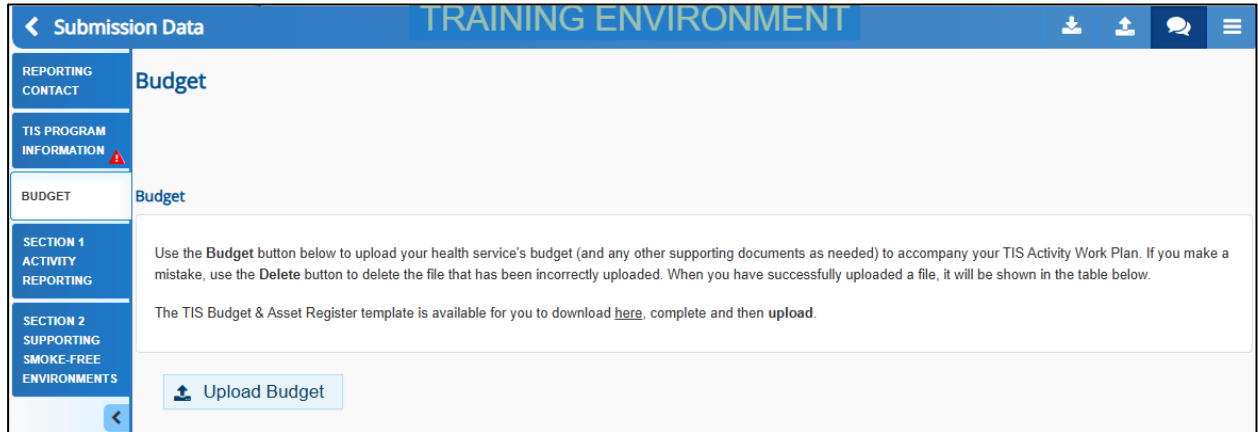 Submission Data
TRAINING ENVIRONMENT
REPORTING
CONTACT
TIS PROGRAM
INFORMATION
BUDGET
SECTION 1
ACTIVITY
REPORTING
SECTION 2
SUPPORTING
SMOKE-FREE
ENVIRONMENTS
Budget
Budget
Use the Budget button below to upload your health service's budget (and any other supporting documents as needed) to accompany your TIS Activity Work Plan. If you make a
mistake, use the Delete button to delete the file that has been incorrectly uploaded. When you have successfully uploaded a file, it will be shown in the table below.
The TIS Budget & Asset Register template is available for you to download here, complete and then upload.
Upload Budget